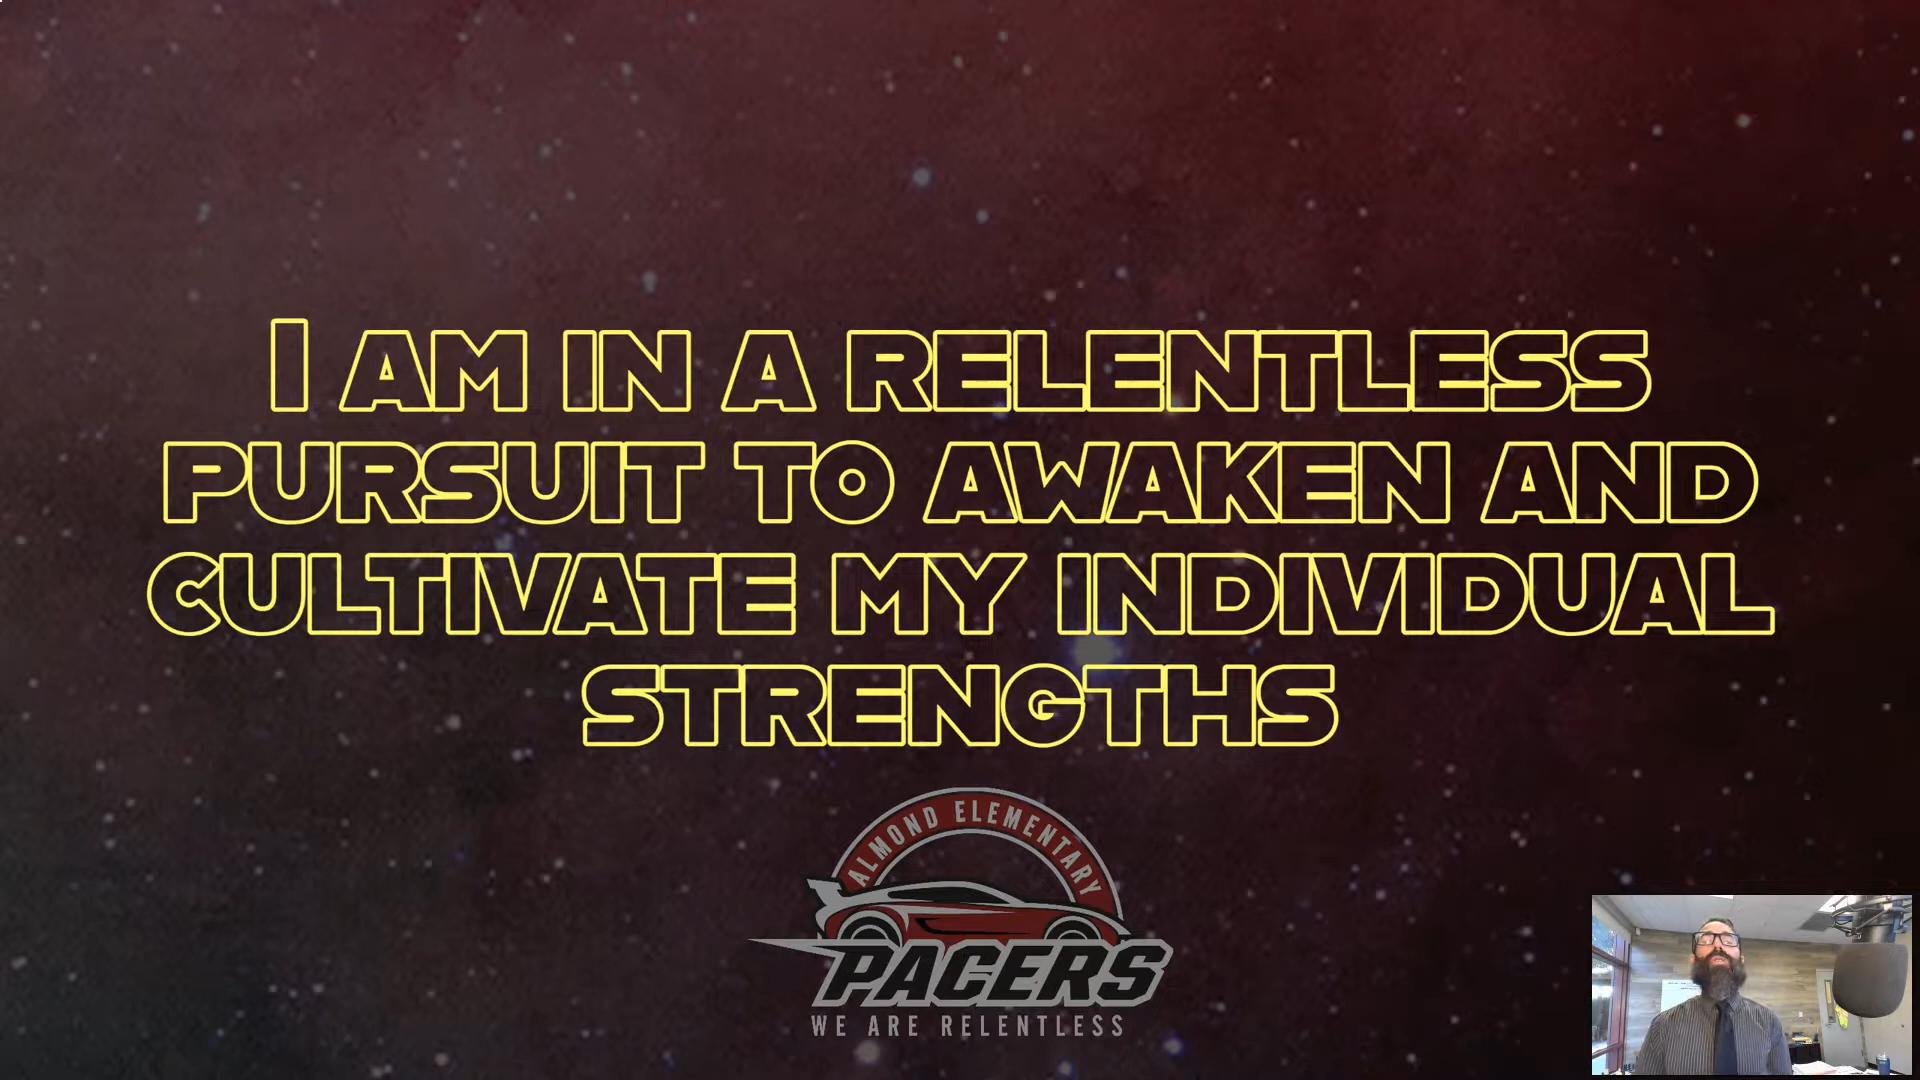 I AM IN A RELENTLESS
PURSUIT TO AWAKEN AND
CULTIVATE MY INDIVIDUAL
STRENGTHS
ALMOND ELEMENTARY
PACERS
WE ARE RELENTLESS